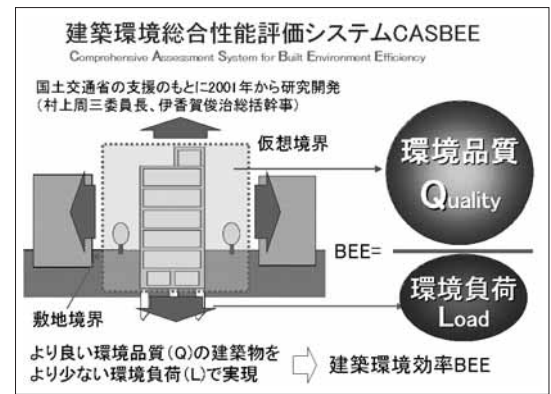 建築環境総合性能評価システムCASBEE
Comprehensive Assessment System for Built Environment Efficiency
国土交通省の支援のもとに2001年から研究開発
(村上周三委員長、伊香賀俊治総括幹事)
仮想境界
環境品質
Quality
BEE=
環境負荷
Load
敷地境界
より良い環境品質(Q)の建築物を
より少ない環境負荷(L)で実現
建築環境効率BEE